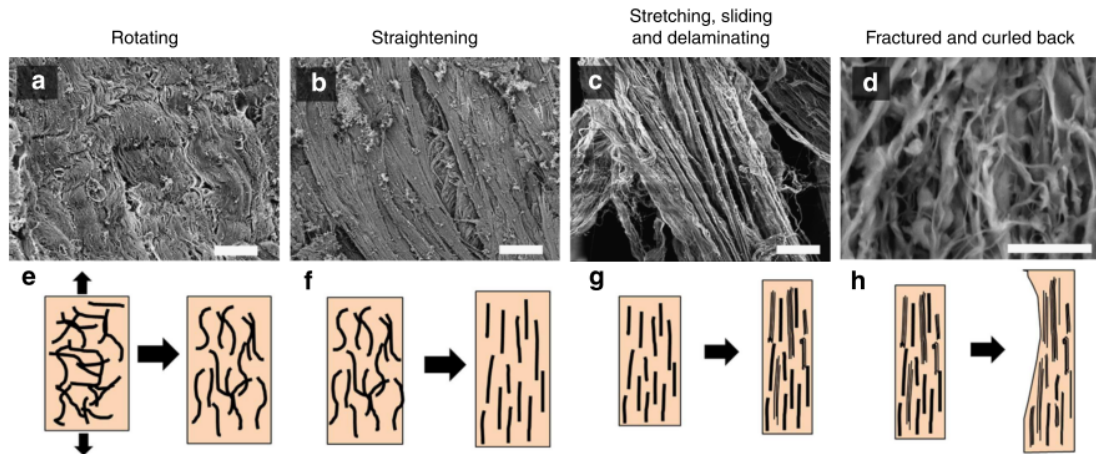 Rotating
Straightening
Stretching, sliding
and delaminating
Fractured and curled back
a
b
c
d
e
f
g
h